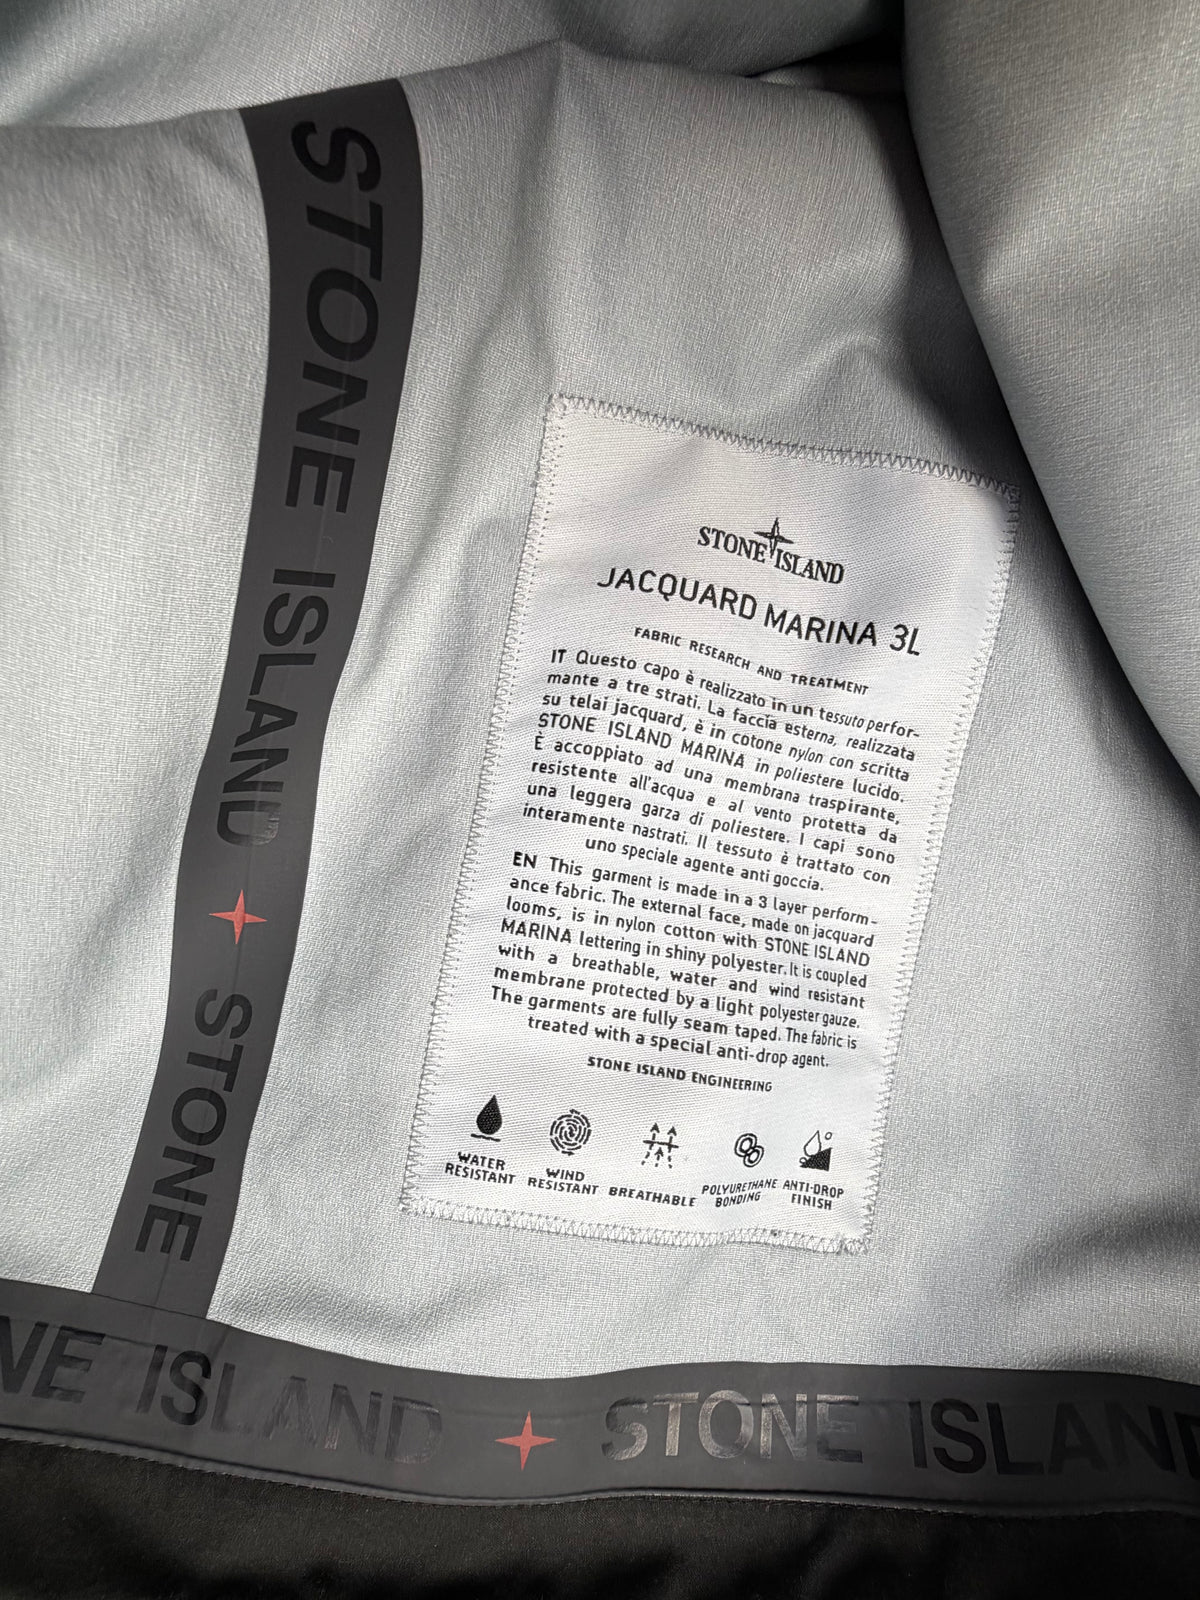 STONE ISLAND
STONE
STONE ISLAND
JACQUARD MARINA 3L
FABRIC RESEARCH AND TREATMENT
IT Questo capo è realizzato in un tessuto perfor-
mante a tre strati. La faccia esterna, realizzata
su telai jacquard, è in cotone nylon con scritta
STONE ISLAND MARINA in poliestere lucido.
È accoppiato ad una membrana traspirante,
resistente all'acqua e al vento protetta da
una leggera garza di poliestere. I capi sono
interamente nastrati. Il tessuto è trattato con
uno speciale agente anti goccia.
EN This garment is made in a 3 layer perform-
ance fabric. The external face, made on jacquard
looms, is in nylon cotton with STONE ISLAND
MARINA lettering in shiny polyester. It is coupled
with a breathable, water and wind resistant
membrane protected by a light polyester gauze.
The garments are fully seam taped. The fabric is
treated with a special anti-drop agent.
STONE ISLAND ENGINEERING
WATER RESISTANT
WIND RESISTANT
BREATHABLE
POLYURETHANE BONDING
ANTI-DROP FINISH
NE ISLAND STONE ISLAND